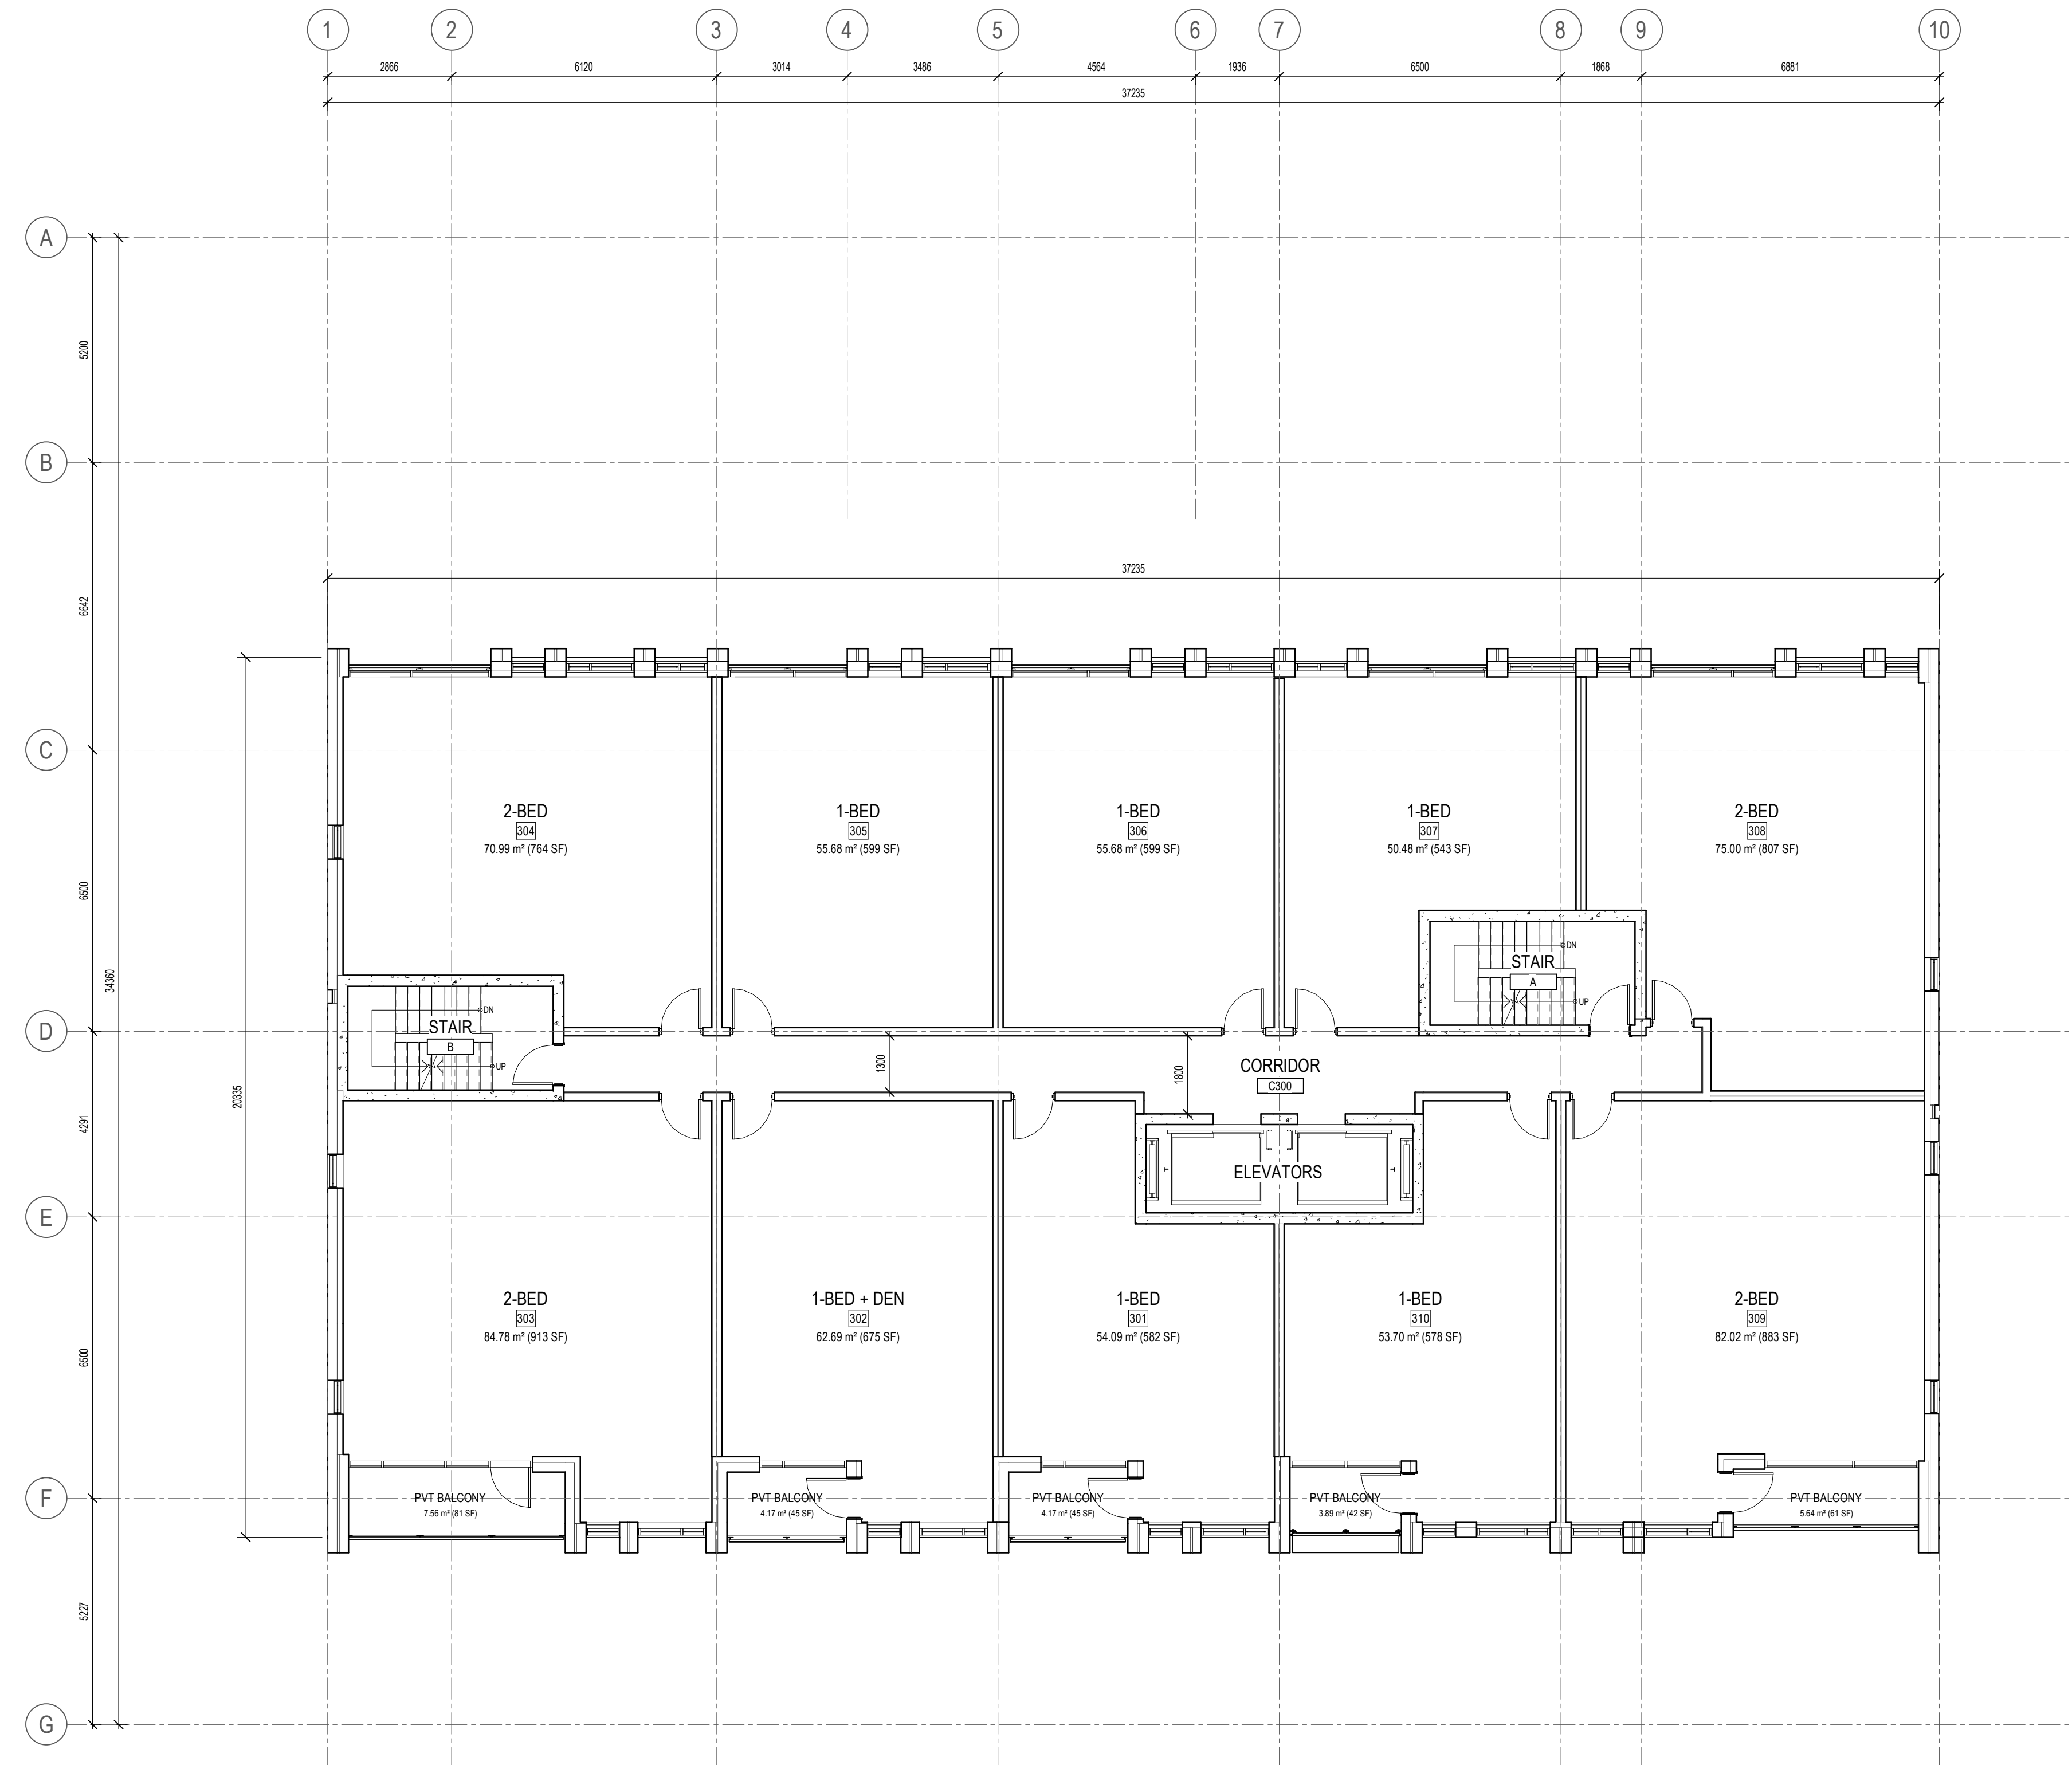 1 2 3 4 5 6 7 8 9 10
2866 6120 3014 3486 4564 1936 6500 1868 6881
37235
A
5200
B
37235
6642
C
2-BED
304
70.99 m² (764 SF)
1-BED
305
55.68 m² (599 SF)
1-BED
306
55.68 m² (599 SF)
1-BED
307
50.48 m² (543 SF)
2-BED
308
75.00 m² (807 SF)
6500
34360
DN
STAIR
A
UP
D
DN
STAIR
B
UP
1300
1800
CORRIDOR
C300
20335
4291
ELEVATORS
T
T
E
2-BED
303
84.78 m² (913 SF)
1-BED + DEN
302
62.69 m² (675 SF)
1-BED
301
54.09 m² (582 SF)
1-BED
310
53.70 m² (578 SF)
2-BED
309
82.02 m² (883 SF)
6500
F
PVT BALCONY
7.56 m² (81 SF)
PVT BALCONY
4.17 m² (45 SF)
PVT BALCONY
4.17 m² (45 SF)
PVT BALCONY
3.89 m² (42 SF)
PVT BALCONY
5.64 m² (61 SF)
5227
G